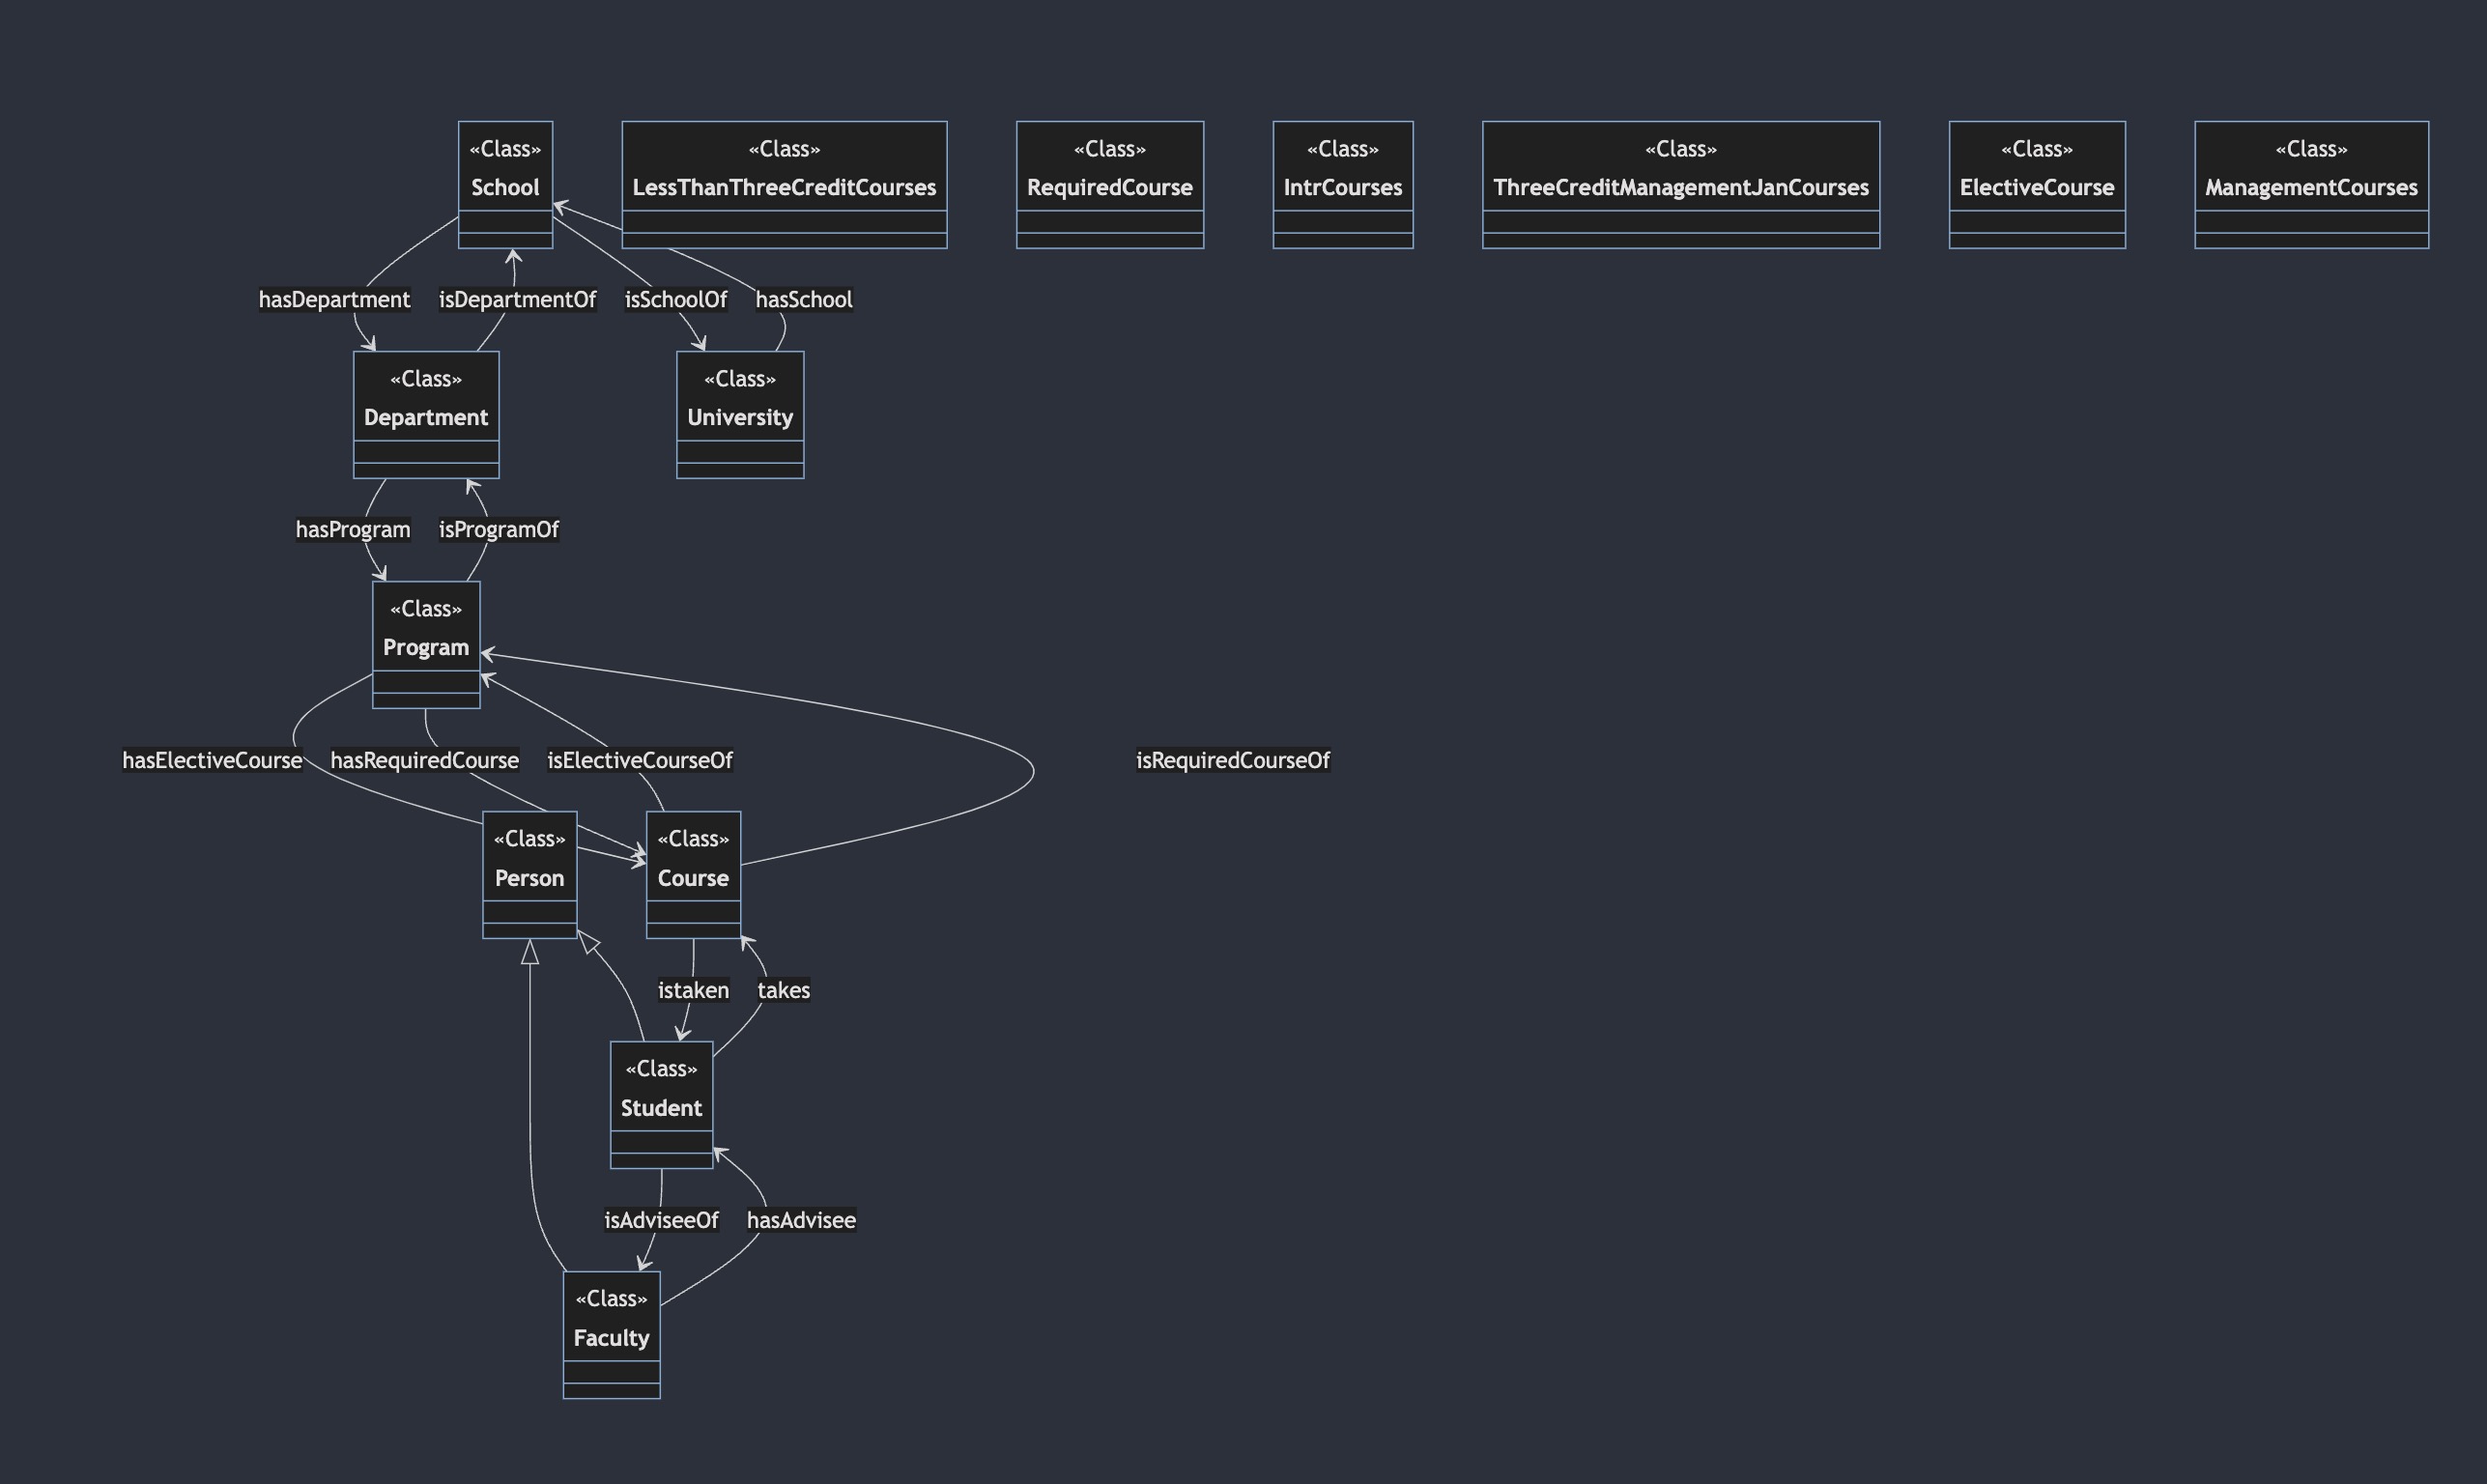 «Class»
School
«Class»
LessThanThreeCreditCourses
«Class»
RequiredCourse
«Class»
IntrCourses
«Class»
ThreeCreditManagementJanCourses
«Class»
ElectiveCourse
«Class»
ManagementCourses
hasDepartment
isDepartmentOf
isSchoolOf
hasSchool
«Class»
Department
«Class»
University
hasProgram
isProgramOf
«Class»
Program
hasElectiveCourse
hasRequiredCourse
isElectiveCourseOf
isRequiredCourseOf
«Class»
Person
«Class»
Course
istaken
takes
«Class»
Student
isAdviseeOf
hasAdvisee
«Class»
Faculty